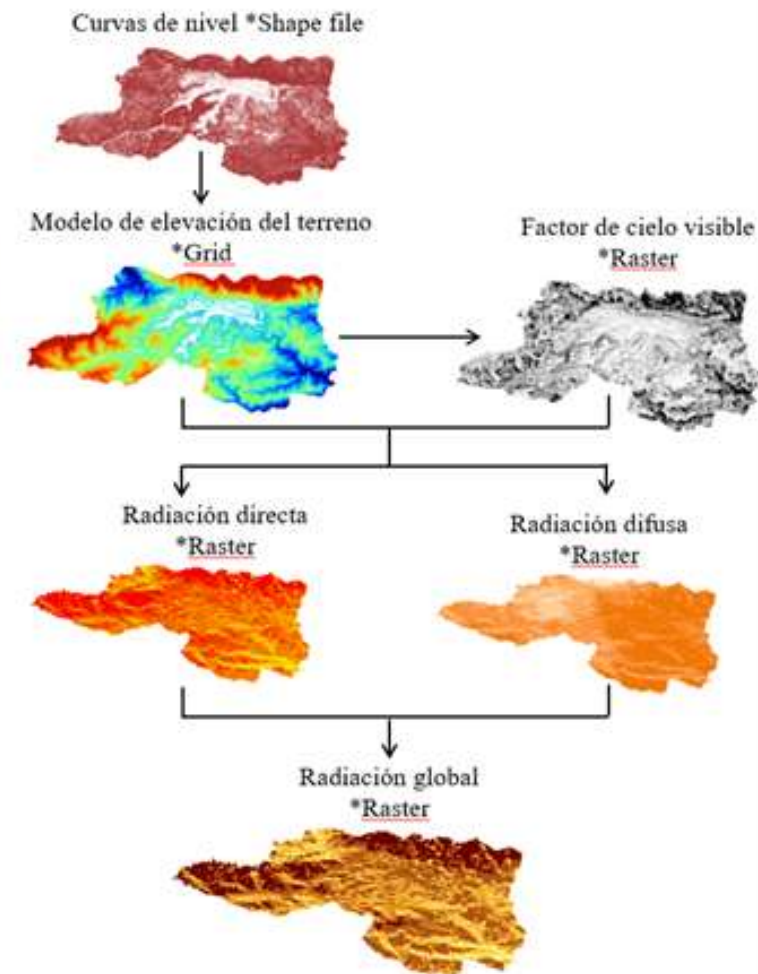 Curvas de nivel *Shape file
Modelo de elevación del terreno
*Grid
Factor de cielo visible
*Raster
Radiación directa
*Raster
Radiación difusa
*Raster
Radiación global
*Raster